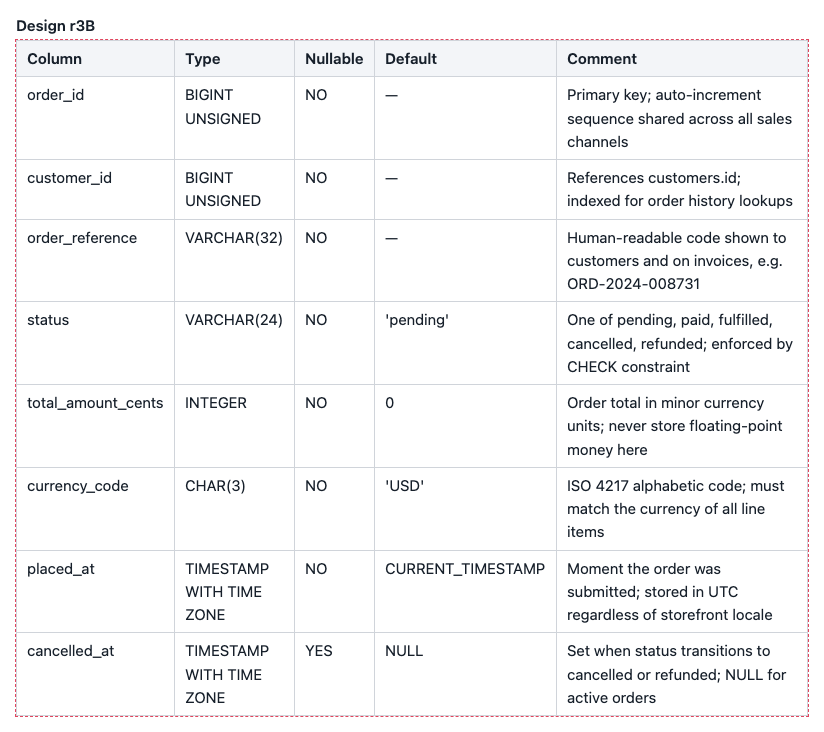 Design r3B
Column Type Nullable Default Comment
order_id BIGINT NO — Primary key; auto-increment
UNSIGNED sequence shared across all sales
channels
customer_id BIGINT NO — References customers.id;
UNSIGNED indexed for order history lookups
order_reference VARCHAR(32) NO — Human-readable code shown to
customers and on invoices, e.g.
ORD-2024-008731
status VARCHAR(24) NO 'pending' One of pending, paid, fulfilled,
cancelled, refunded; enforced by
CHECK constraint
total_amount_cents INTEGER NO 0 Order total in minor currency
units; never store floating-point
money here
currency_code CHAR(3) NO 'USD' ISO 4217 alphabetic code; must
match the currency of all line
items
placed_at TIMESTAMP NO CURRENT_TIMESTAMP Moment the order was
WITH TIME submitted; stored in UTC
ZONE regardless of storefront locale
cancelled_at TIMESTAMP YES NULL Set when status transitions to
WITH TIME cancelled or refunded; NULL for
ZONE active orders